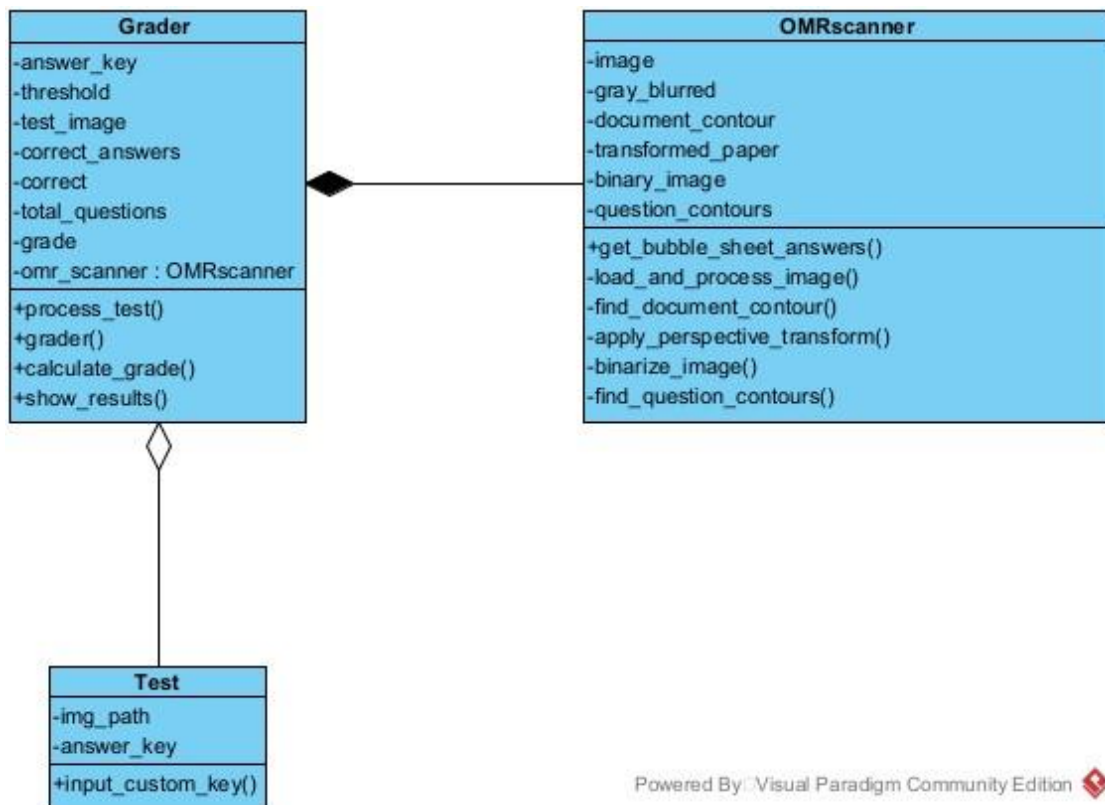 Grader
-answer_key
-threshold
-test_image
-correct_answers
-correct
-total_questions
-grade
-omr_scanner : OMRscanner
+process_test()
+grader()
+calculate_grade()
+show_results()
OMRscanner
-image
-gray_blurred
-document_contour
-transformed_paper
-binary_image
-question_contours
+get_bubble_sheet_answers()
-load_and_process_image()
-find_document_contour()
-apply_perspective_transform()
-binarize_image()
-find_question_contours()
Test
-img_path
-answer_key
+input_custom_key()
Powered By Visual Paradigm Community Edition